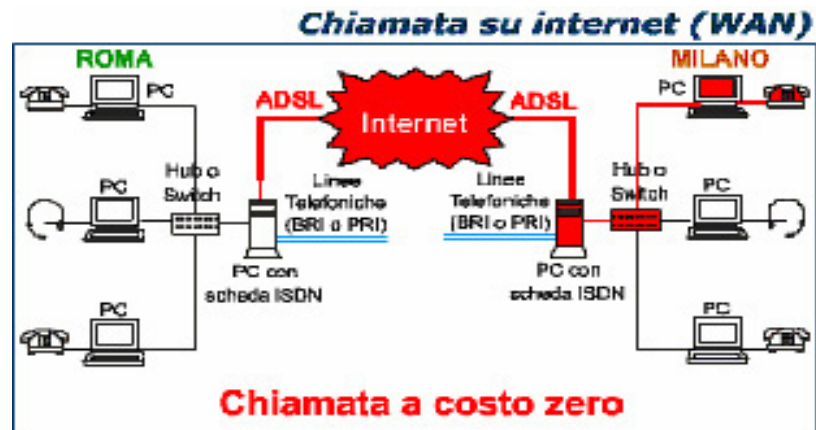 Chiamata su internet (WAN)
ROMA
MILANO
PC
PC
ADSL
ADSL
Internet
Hub o
Switch
Linee
Telefoniche
(BRI o PRI)
Linee
Telefoniche
(BRI o PRI)
Hub o
Switch
PC
PC
PC con
scheda ISDN
PC con
scheda ISDN
PC
PC
Chiamata a costo zero